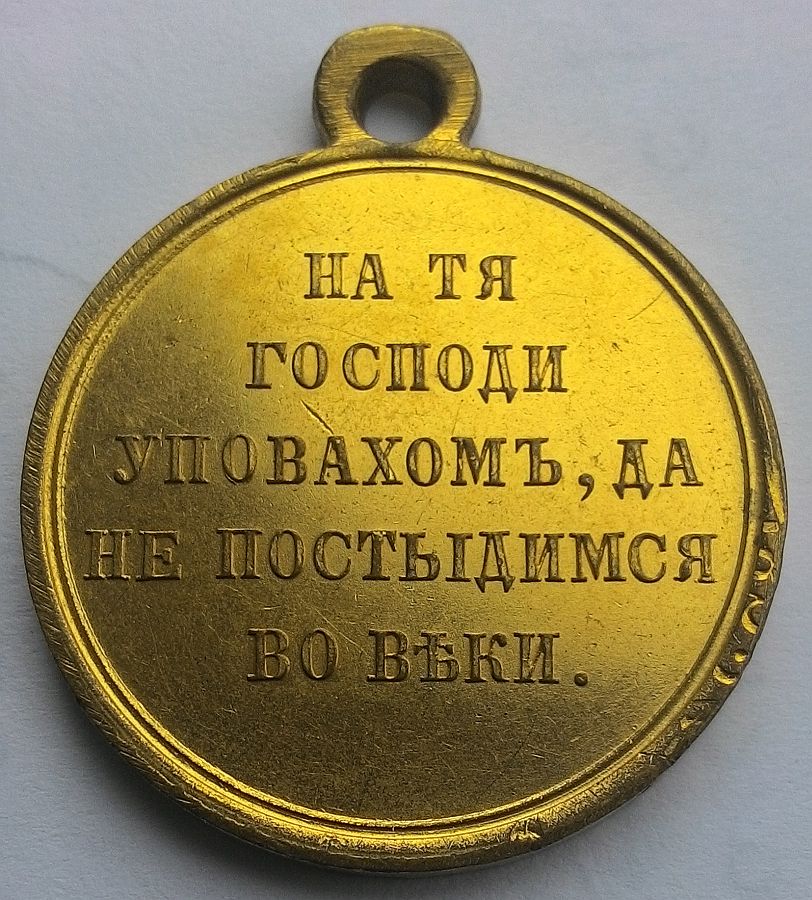 НА ТЯ
ГОСПОДИ
УПОВАХОМЪ, ДА
НЕ ПОСТЫДИМСЯ
ВО ВѢКИ.